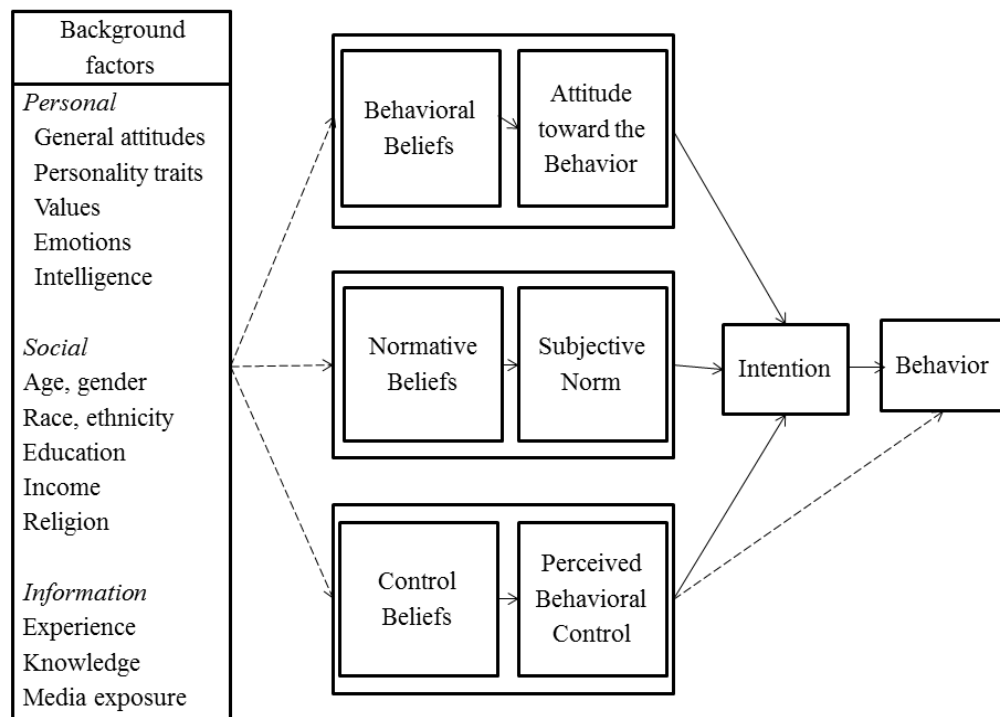 Background
factors
Personal
General attitudes
Personality traits
Values
Emotions
Intelligence
Social
Age, gender
Race, ethnicity
Education
Income
Religion
Information
Experience
Knowledge
Media exposure
Behavioral
Beliefs
Attitude
toward the
Behavior
Normative
Beliefs
Subjective
Norm
Control
Beliefs
Perceived
Behavioral
Control
Intention
Behavior